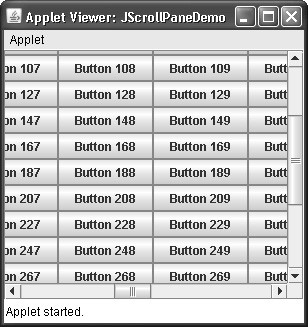 Applet Viewer: JScrollPaneDemo
Applet
on 107 Button 108 Button 109 Butt
on 127 Button 128 Button 129 Butt
on 147 Button 148 Button 149 Butt
on 167 Button 168 Button 169 Butt
on 187 Button 188 Button 189 Butt
on 207 Button 208 Button 209 Butt
on 227 Button 228 Button 229 Butt
on 247 Button 248 Button 249 Butt
on 267 Button 268 Button 269 Butt
Applet started.